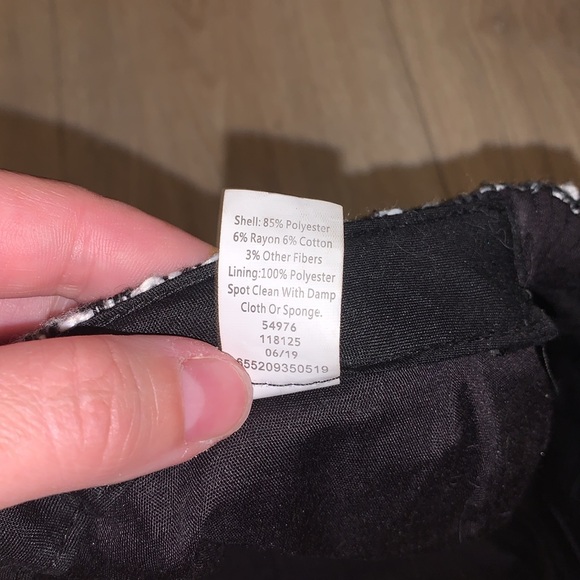 Shell: 85% Polyester
6% Rayon 6% Cotton
3% Other Fibers
Lining:100% Polyester
Spot Clean With Damp
Cloth Or Sponge.
54976
118125
06/19
855209350519